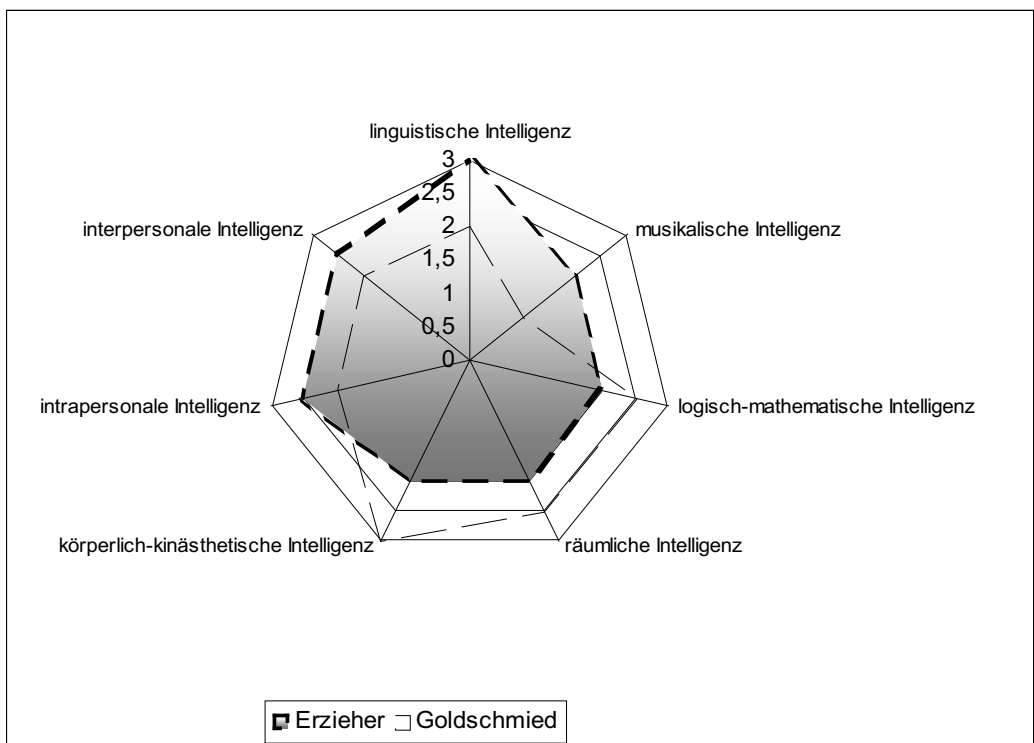 linguistische Intelligenz
3
2,5
interpersonale Intelligenz
musikalische Intelligenz
2
1,5
1
0,5
0
intrapersonale Intelligenz
logisch-mathematische Intelligenz
körperlich-kinästhetische Intelligenz
räumliche Intelligenz
Erzieher Goldschmied